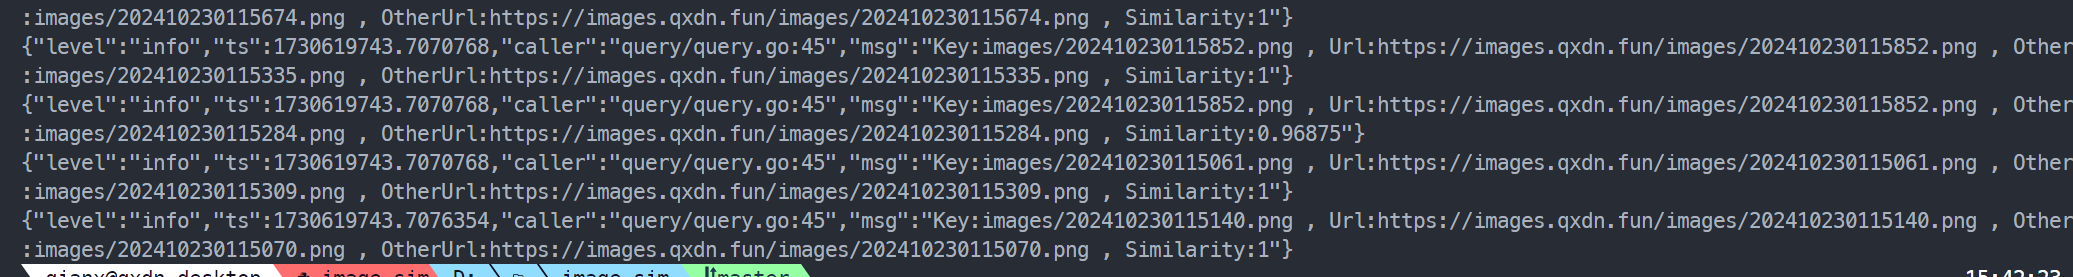 :images/202410230115674.png , OtherUrl:https://images.qxdn.fun/images/202410230115674.png , Similarity:1"}
{"level":"info","ts":1730619743.7070768,"caller":"query/query.go:45","msg":"Key:images/202410230115852.png , Url:https://images.qxdn.fun/images/202410230115852.png , Other
:images/202410230115335.png , OtherUrl:https://images.qxdn.fun/images/202410230115335.png , Similarity:1"}
{"level":"info","ts":1730619743.7070768,"caller":"query/query.go:45","msg":"Key:images/202410230115852.png , Url:https://images.qxdn.fun/images/202410230115852.png , Other
:images/202410230115284.png , OtherUrl:https://images.qxdn.fun/images/202410230115284.png , Similarity:0.96875"}
{"level":"info","ts":1730619743.7070768,"caller":"query/query.go:45","msg":"Key:images/202410230115061.png , Url:https://images.qxdn.fun/images/202410230115061.png , Other
:images/202410230115309.png , OtherUrl:https://images.qxdn.fun/images/202410230115309.png , Similarity:1"}
{"level":"info","ts":1730619743.7076354,"caller":"query/query.go:45","msg":"Key:images/202410230115140.png , Url:https://images.qxdn.fun/images/202410230115140.png , Other
:images/202410230115070.png , OtherUrl:https://images.qxdn.fun/images/202410230115070.png , Similarity:1"}
image-sim D: image-sim master 15:42:23